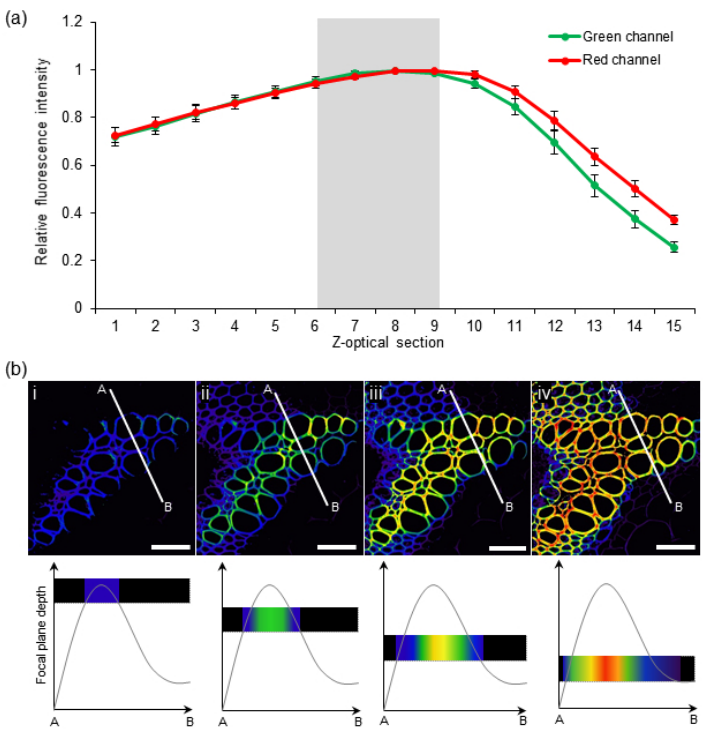 (a)
Relative fluorescence intensity
1.2
1
0.8
0.6
0.4
0.2
0
Green channel
Red channel
1 2 3 4 5 6 7 8 9 10 11 12 13 14 15
Z-optical section
(b)
i A B
ii A B
iii A B
iv A B
Focal plane depth
A B A B A B A B